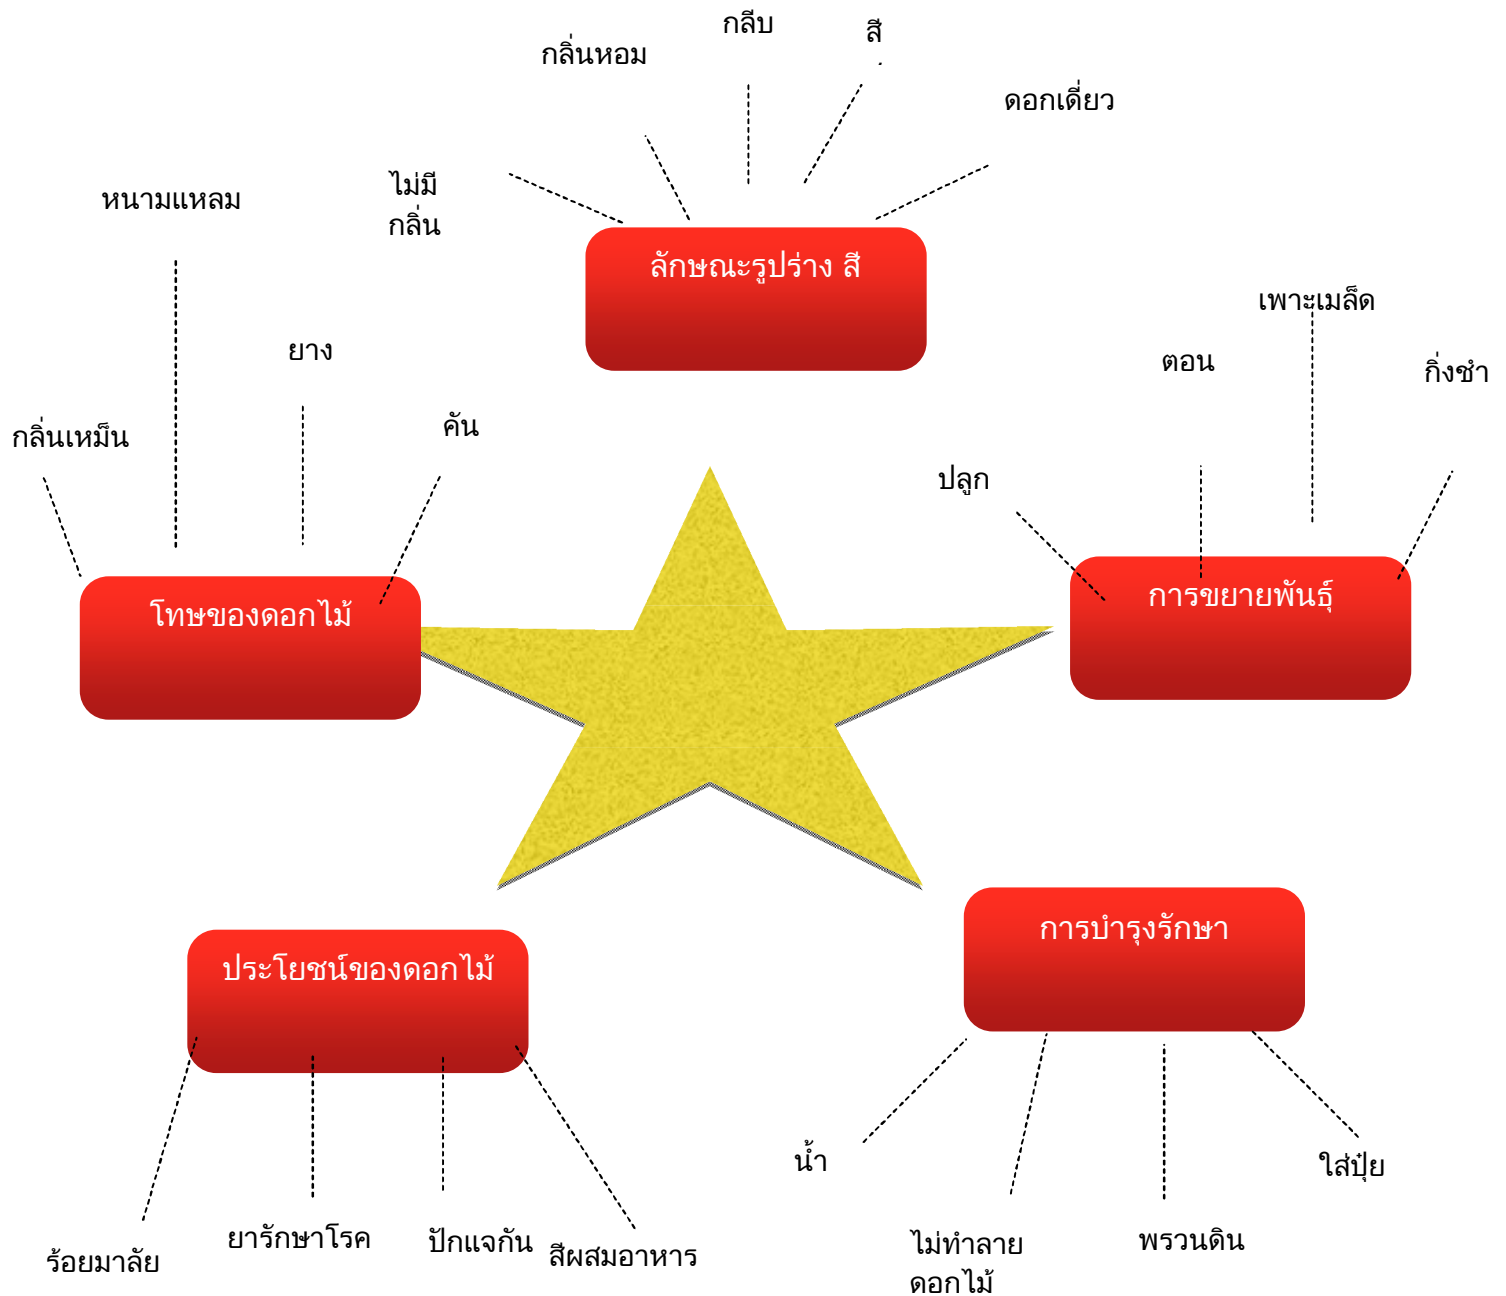 กลีบ
สี
กลิ่นหอม
ดอกเดี่ยว
ไม่มี
กลิ่น
หนามแหลม
ลักษณะรูปร่าง สี
เพาะเมล็ด
ยาง
ตอน
กิ่งชำ
กลิ่นเหม็น
คัน
ปลูก
โทษของดอกไม้
การขยายพันธุ์
ประโยชน์ของดอกไม้
การบำรุงรักษา
น้ำ
ใส่ปุ๋ย
ร้อยมาลัย
ยารักษาโรค
ปักแจกัน
สีผสมอาหาร
ไม่ทำลาย
ดอกไม้
พรวนดิน